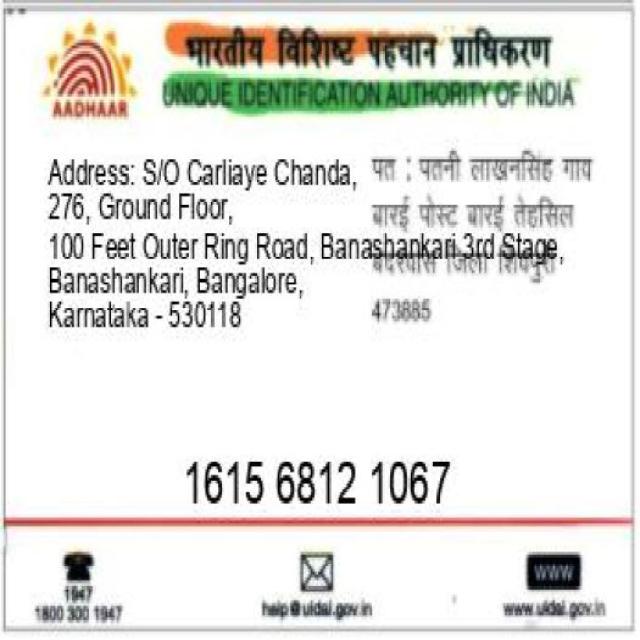 भारतीय विशिष्ट पहचान प्राधिकरण
AADHAAR
UNIQUE IDENTIFICATION AUTHORITY OF INDIA
Address: S/O Carliaye Chanda,
276, Ground Floor,
100 Feet Outer Ring Road, Banashankari 3rd Stage,
Banashankari, Bangalore,
Karnataka - 530118
पत : पतनी लाखनसिंह गाय
बारई पोस्ट बारई तेहसिल
बदरवास जिला शिवपुरी
473885
1615 6812 1067
1947
1800 300 1947
help@uidai.gov.in
WWW
www.uidai.gov.in